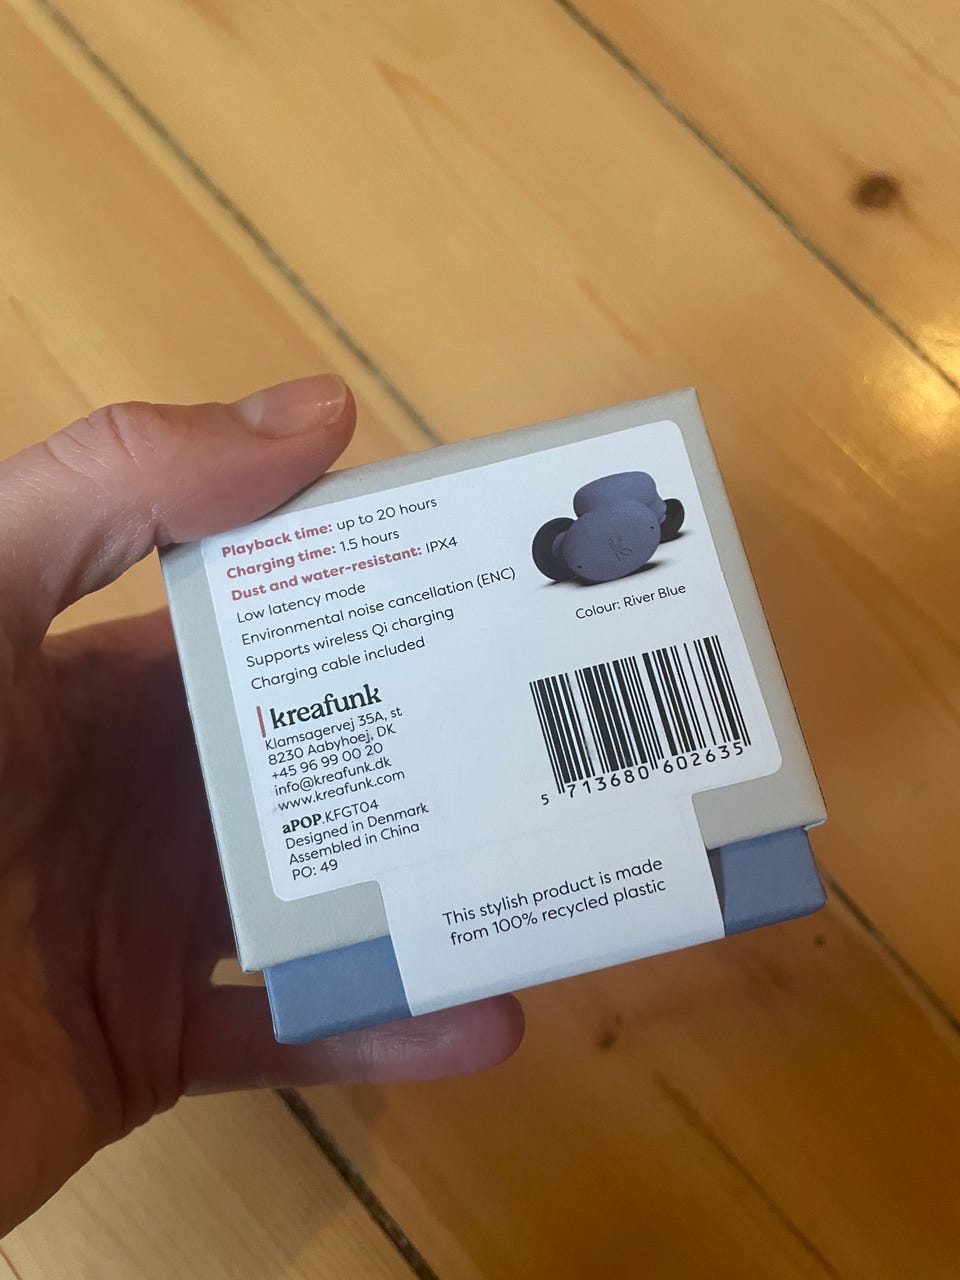 Playback time: up to 20 hours
Charging time: 1.5 hours
Dust and water-resistant: IPX4
Low latency mode
Environmental noise cancellation (ENC)
Supports wireless Qi charging
Charging cable included
kreafunk
Klamsagervej 35A, st
8230 Aabyhoej, DK
+45 96 99 00 20
info@kreafunk.dk
www.kreafunk.com
aPOP.KFGT04
Designed in Denmark
Assembled in China
PO: 49
Colour: River Blue
5 713680 602635
This stylish product is made
from 100% recycled plastic